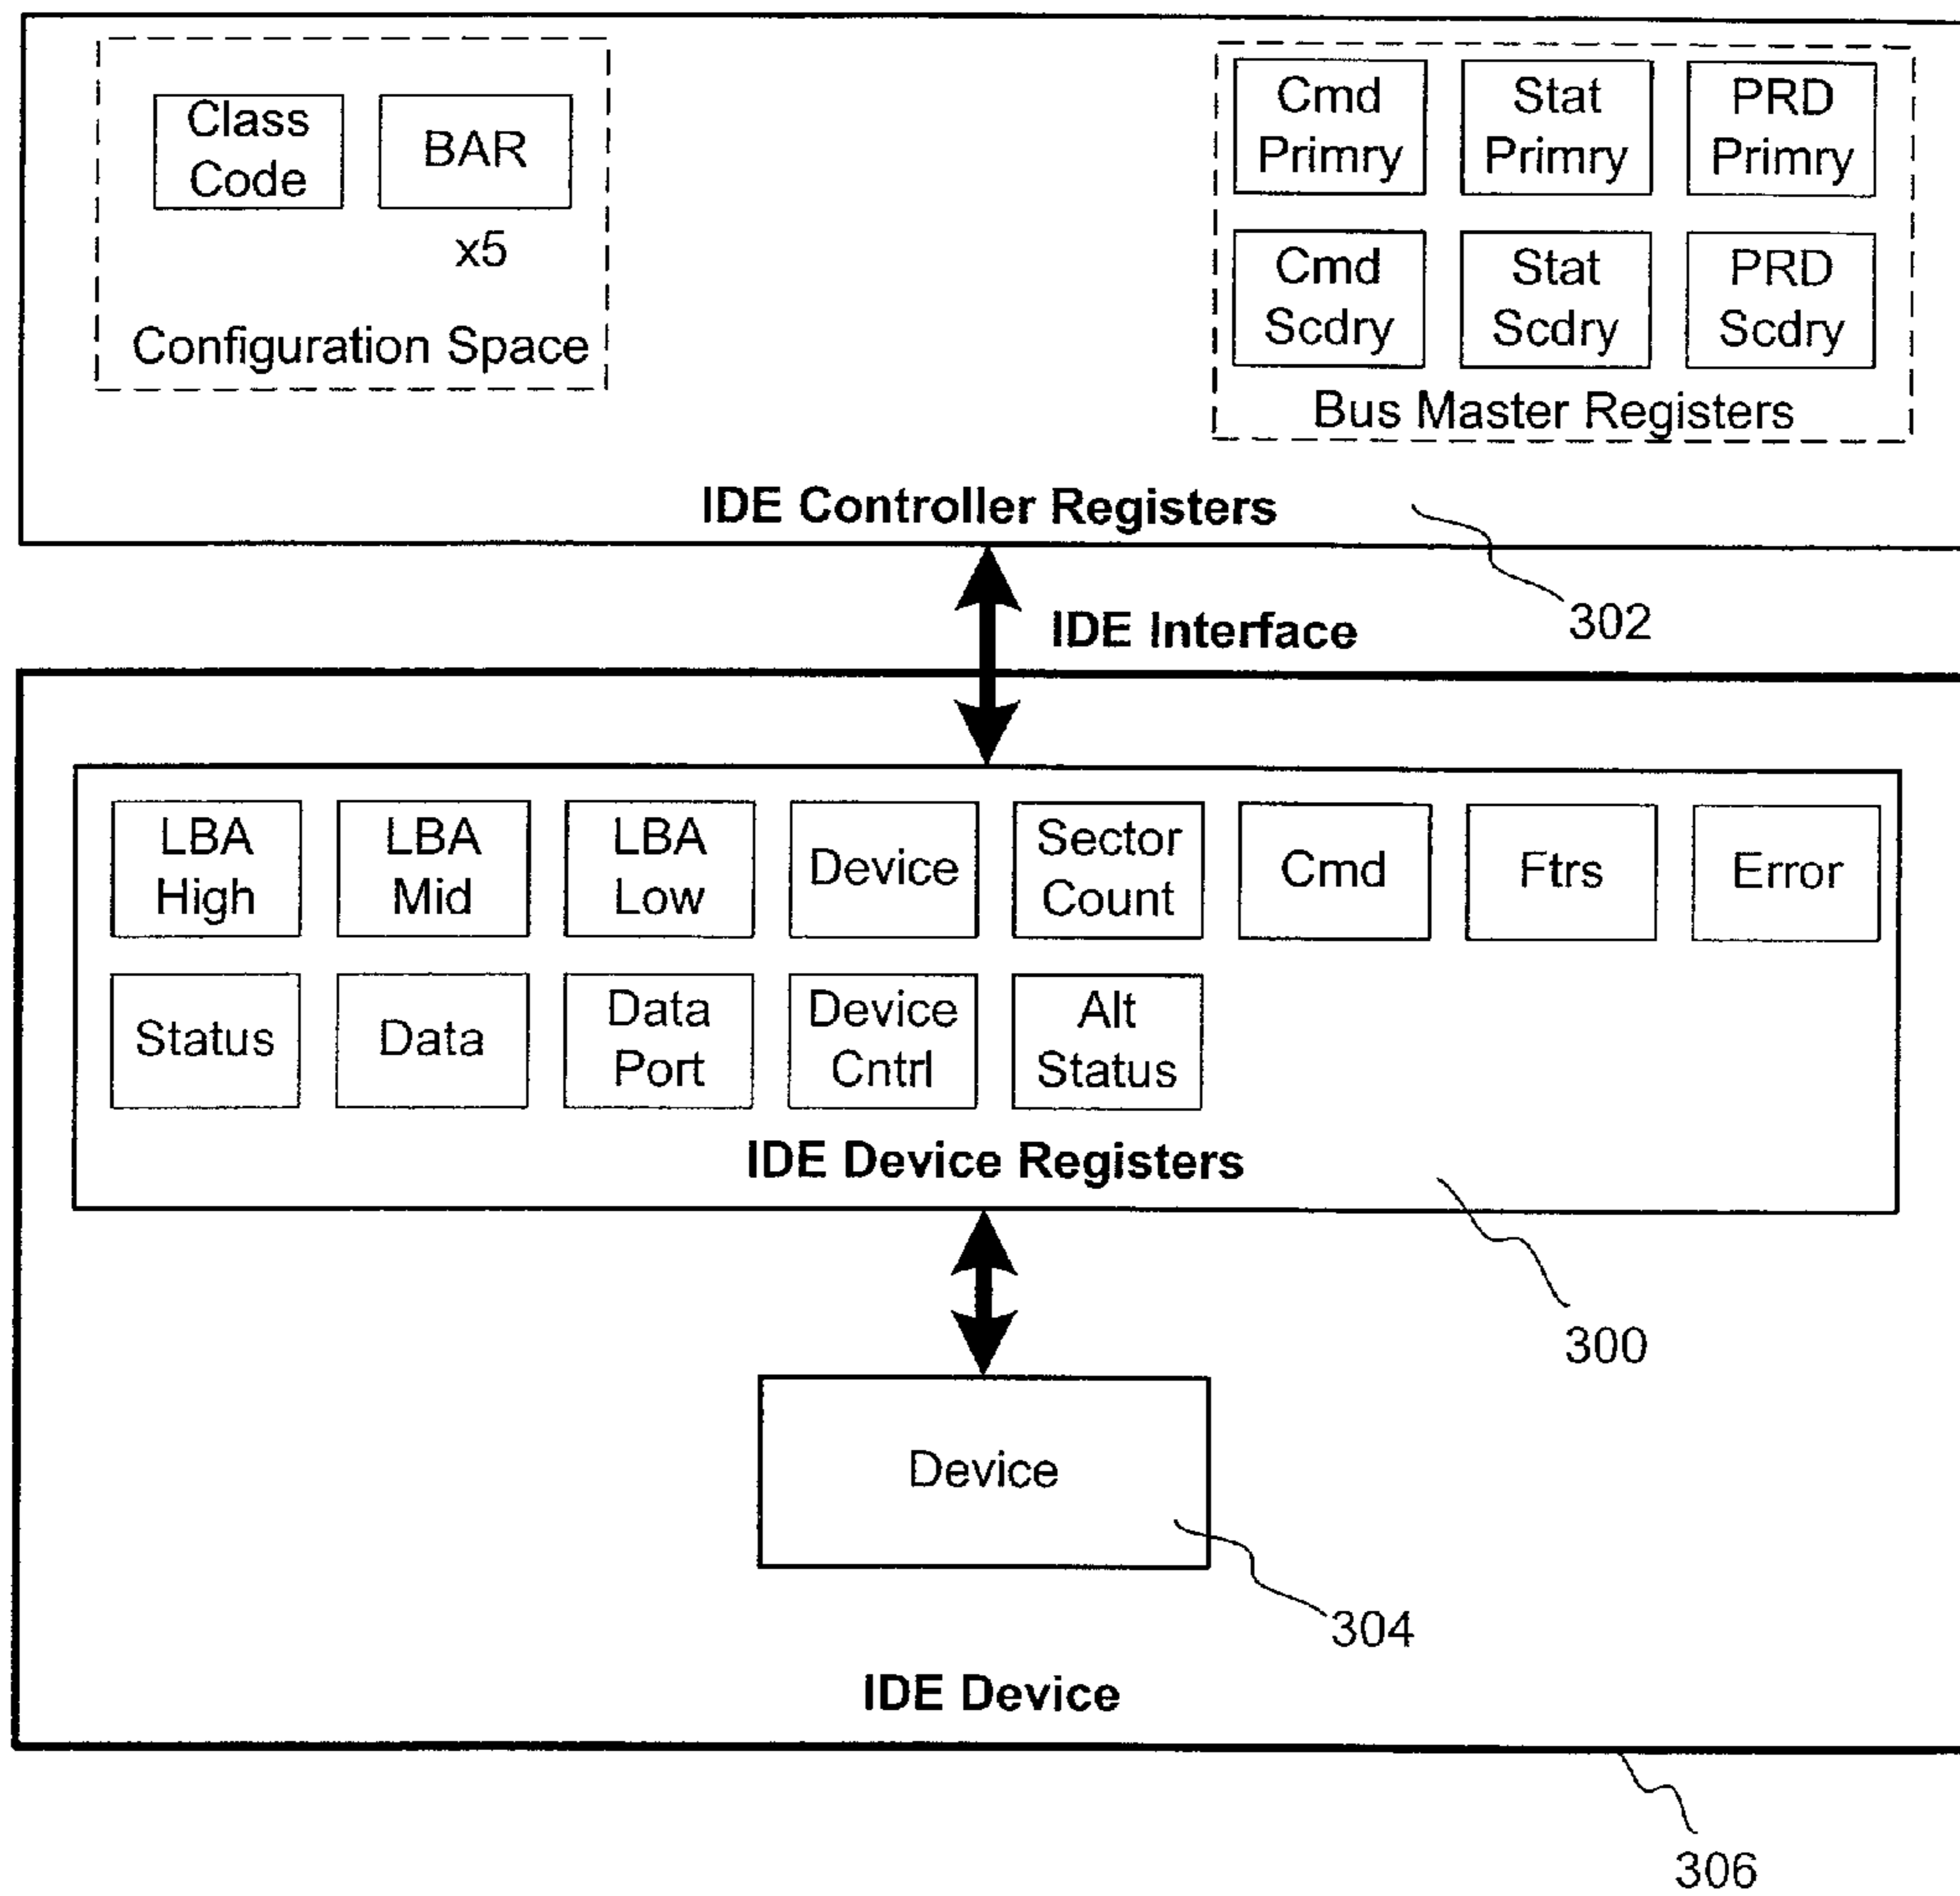 Class
Code
BAR
x5
Configuration Space
Cmd
Primry
Stat
Primry
PRD
Primry
Cmd
Scdry
Stat
Scdry
PRD
Scdry
Bus Master Registers
IDE Controller Registers
302
IDE Interface
LBA
High
LBA
Mid
LBA
Low
Device
Sector
Count
Cmd
Ftrs
Error
Status
Data
Data
Port
Device
Cntrl
Alt
Status
IDE Device Registers
300
Device
304
IDE Device
306